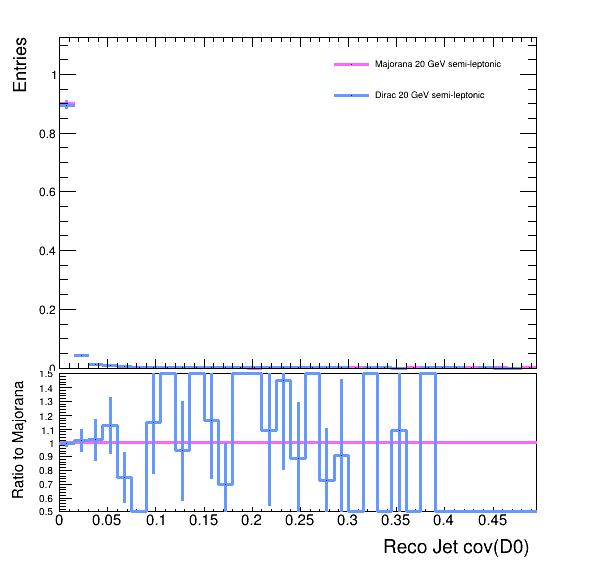 Entries
Majorana 20 GeV semi-leptonic
Dirac 20 GeV semi-leptonic
1
0.8
0.6
0.4
0.2
0
Ratio to Majorana
1.5
1.4
1.3
1.2
1.1
1
0.9
0.8
0.7
0.6
0.5
0 0.05 0.1 0.15 0.2 0.25 0.3 0.35 0.4 0.45
Reco Jet cov(D0)